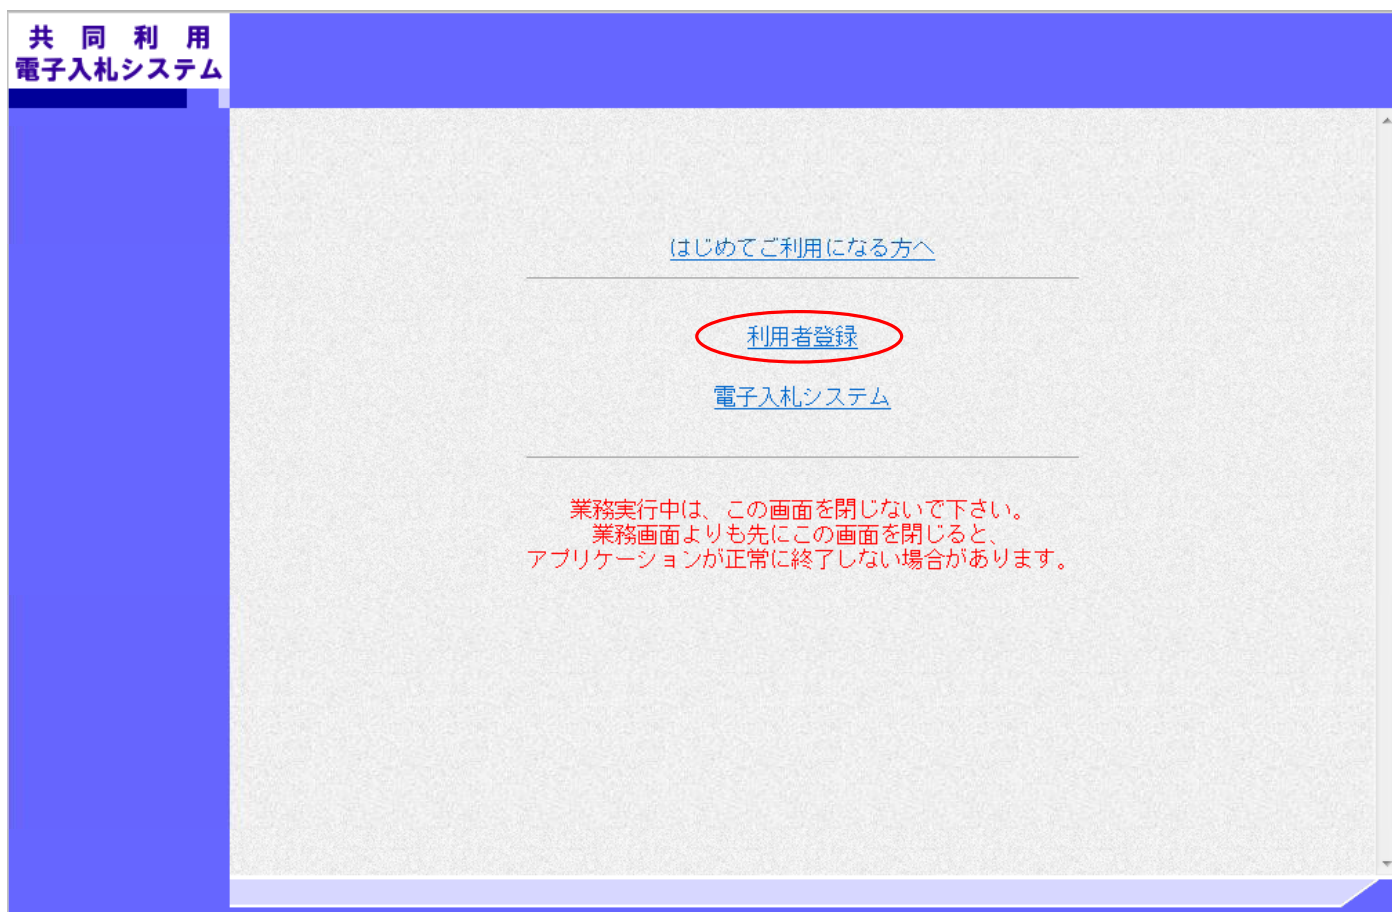 共同利用
電子入札システム
はじめてご利用になる方へ
利用者登録
電子入札システム
業務実行中は、この画面を閉じないで下さい。
業務画面よりも先にこの画面を閉じると、
アプリケーションが正常に終了しない場合があります。